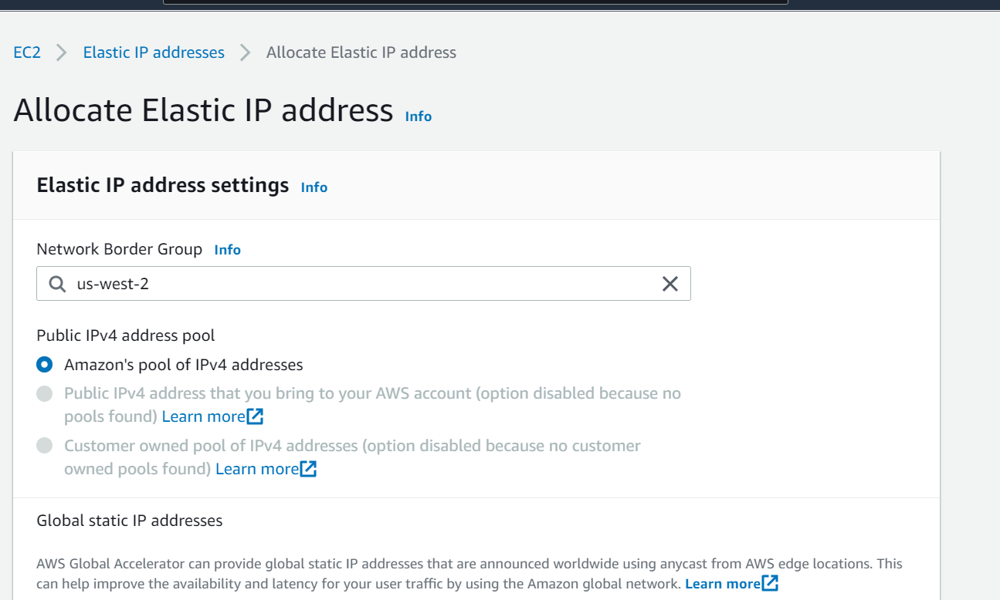 EC2 > Elastic IP addresses > Allocate Elastic IP address
Allocate Elastic IP address Info
Elastic IP address settings Info
Network Border Group Info
us-west-2
Public IPv4 address pool
Amazon's pool of IPv4 addresses
Public IPv4 address that you bring to your AWS account (option disabled because no
pools found) Learn more
Customer owned pool of IPv4 addresses (option disabled because no customer
owned pools found) Learn more
Global static IP addresses
AWS Global Accelerator can provide global static IP addresses that are announced worldwide using anycast from AWS edge locations. This
can help improve the availability and latency for your user traffic by using the Amazon global network. Learn more